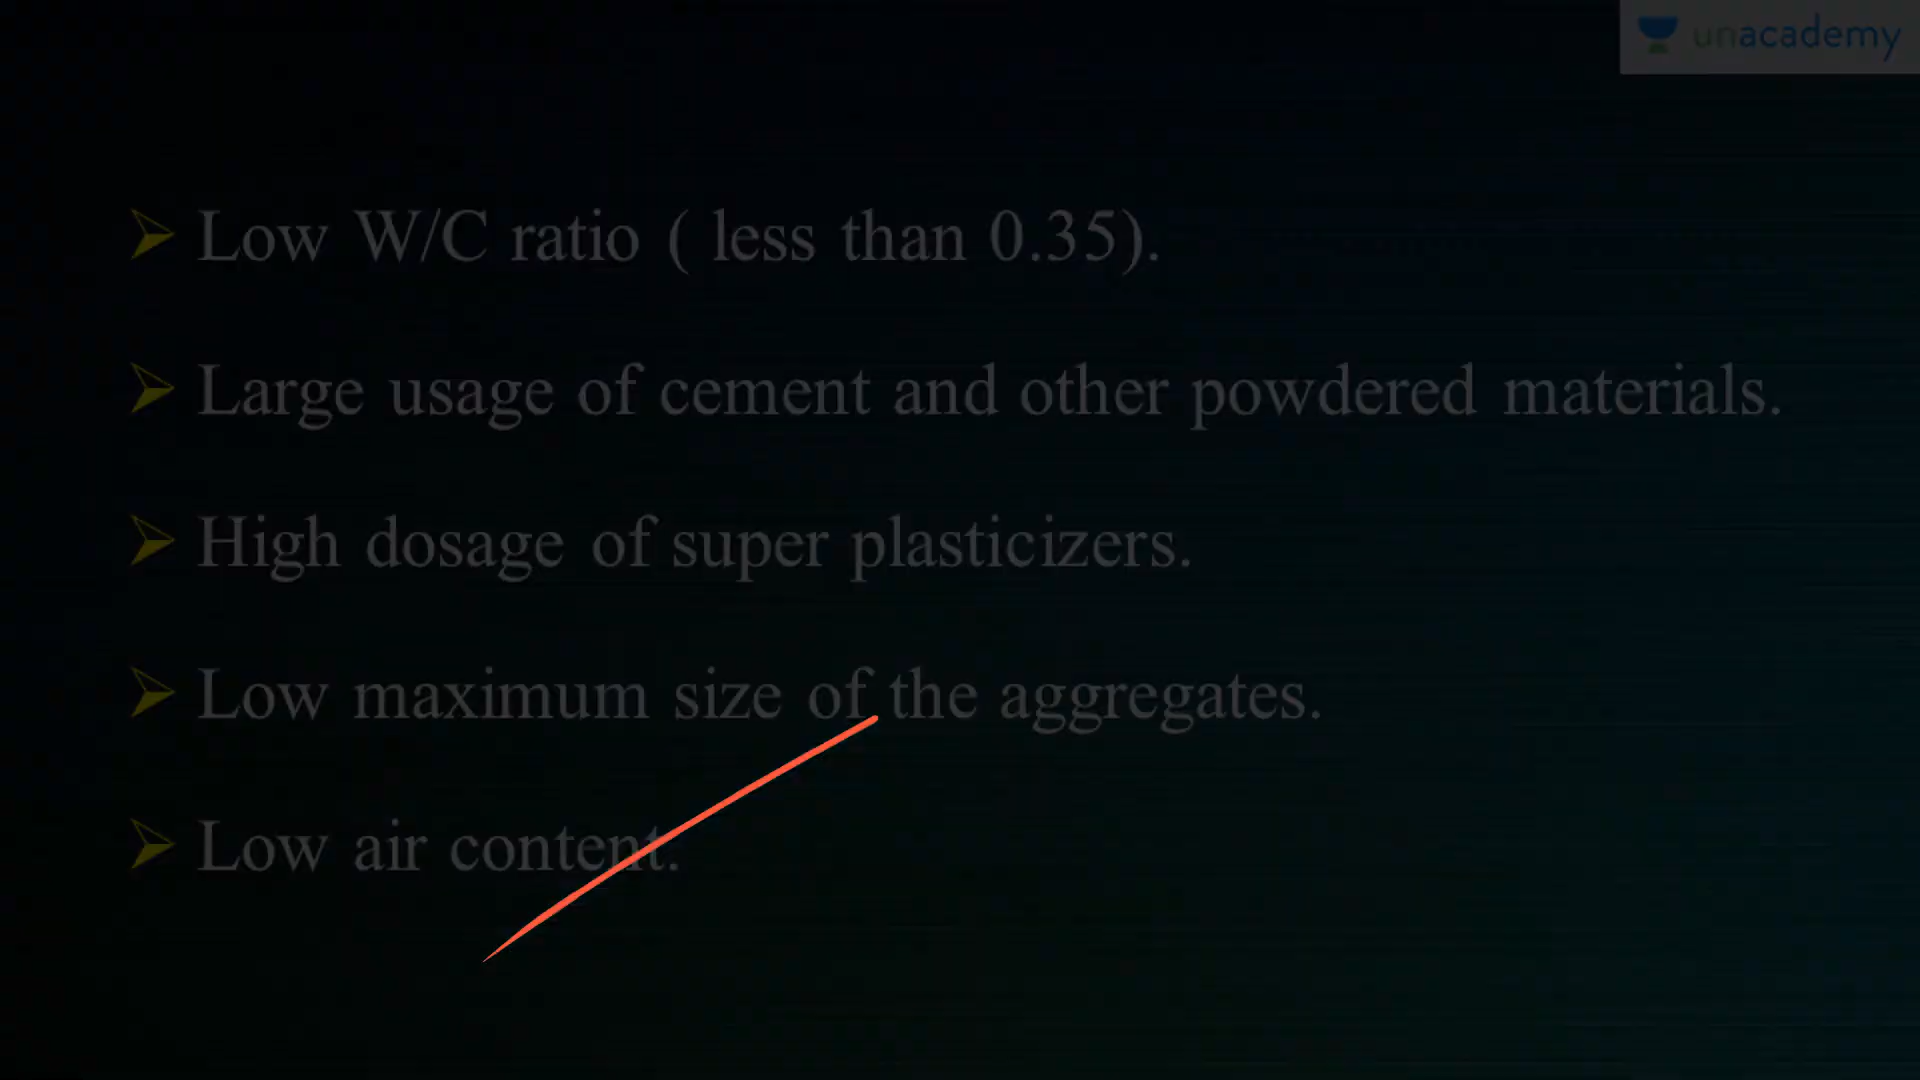 unacademy
Low W/C ratio ( less than 0.35).
Large usage of cement and other powdered materials.
High dosage of super plasticizers.
Low maximum size of the aggregates.
Low air content.